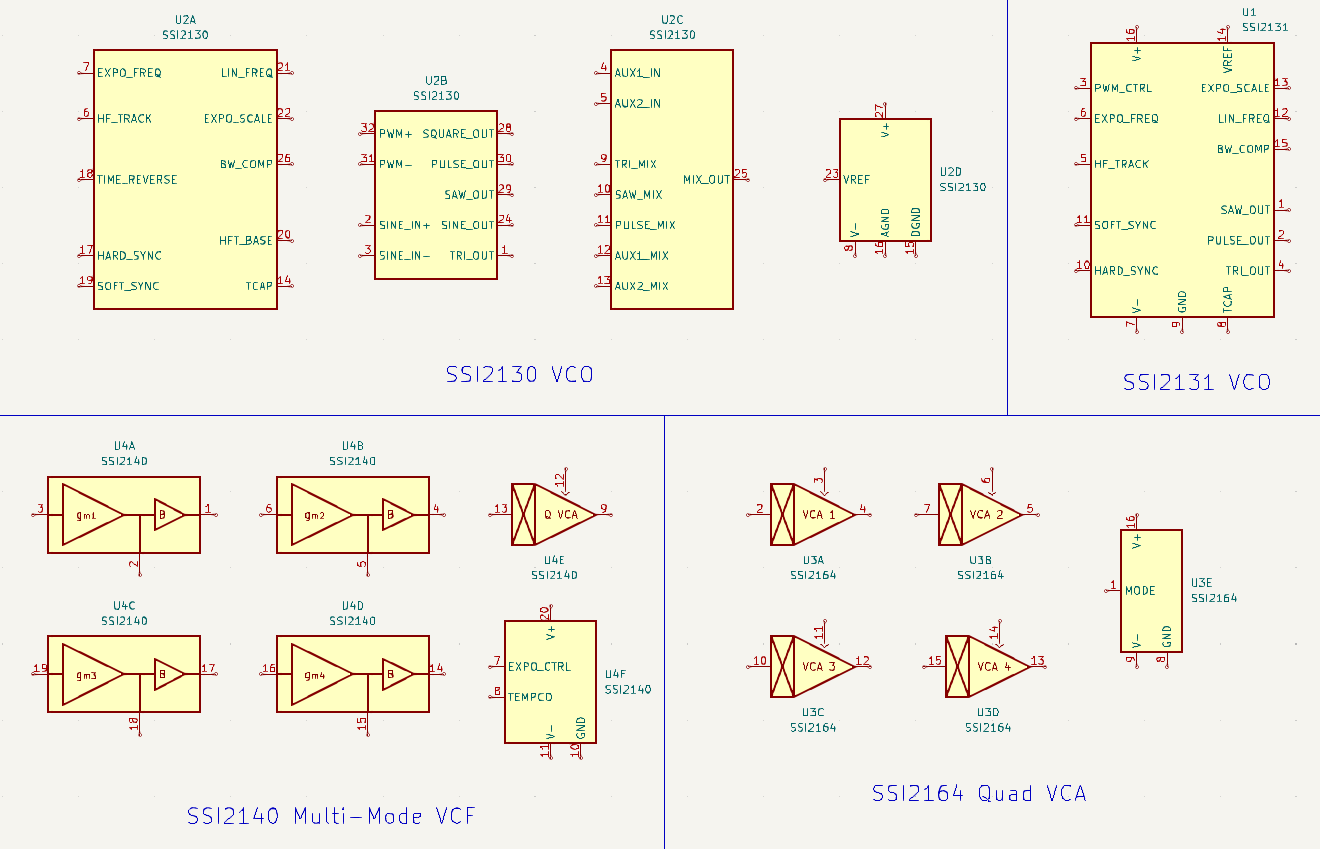 U2A
SSI2130
7 EXPO_FREQ LIN_FREQ 21
6 HF_TRACK EXPO_SCALE 22
BW_COMP 26
18 TIME_REVERSE
HFT_BASE 20
17 HARD_SYNC
19 SOFT_SYNC TCAP 14
U2B
SSI2130
32 PWM+ SQUARE_OUT 28
31 PWM- PULSE_OUT 30
SAW_OUT 29
2 SINE_IN+ SINE_OUT 24
3 SINE_IN- TRI_OUT 1
U2C
SSI2130
4 AUX1_IN
5 AUX2_IN
9 TRI_MIX
MIX_OUT 25
10 SAW_MIX
11 PULSE_MIX
12 AUX1_MIX
13 AUX2_MIX
27
V+
23 VREF
U2D
SSI2130
V- AGND DGND
8 16 15
SSI2130 VCO
U1
SSI2131
16 14
V+ VREF
3 PWM_CTRL EXPO_SCALE 13
6 EXPO_FREQ LIN_FREQ 12
BW_COMP 15
5 HF_TRACK
SAW_OUT 1
11 SOFT_SYNC
PULSE_OUT 2
10 HARD_SYNC TRI_OUT 4
V- GND TCAP
7 9 8
SSI2131 VCO
U4A
SSI2140
3 gm1 B 1
2
U4B
SSI2140
6 gm2 B 4
5
12
13 Q VCA 9
U4E
SSI2140
U4C
SSI2140
19 gm3 B 17
18
U4D
SSI2140
16 gm4 B 14
15
20
V+
7 EXPO_CTRL
8 TEMPCO
U4F
SSI2140
V- GND
11 10
SSI2140 Multi-Mode VCF
3
2 VCA 1 4
U3A
SSI2164
6
7 VCA 2 5
U3B
SSI2164
11
10 VCA 3 12
U3C
SSI2164
14
15 VCA 4 13
U3D
SSI2164
16
V+
1 MODE
U3E
SSI2164
V- GND
9 8
SSI2164 Quad VCA